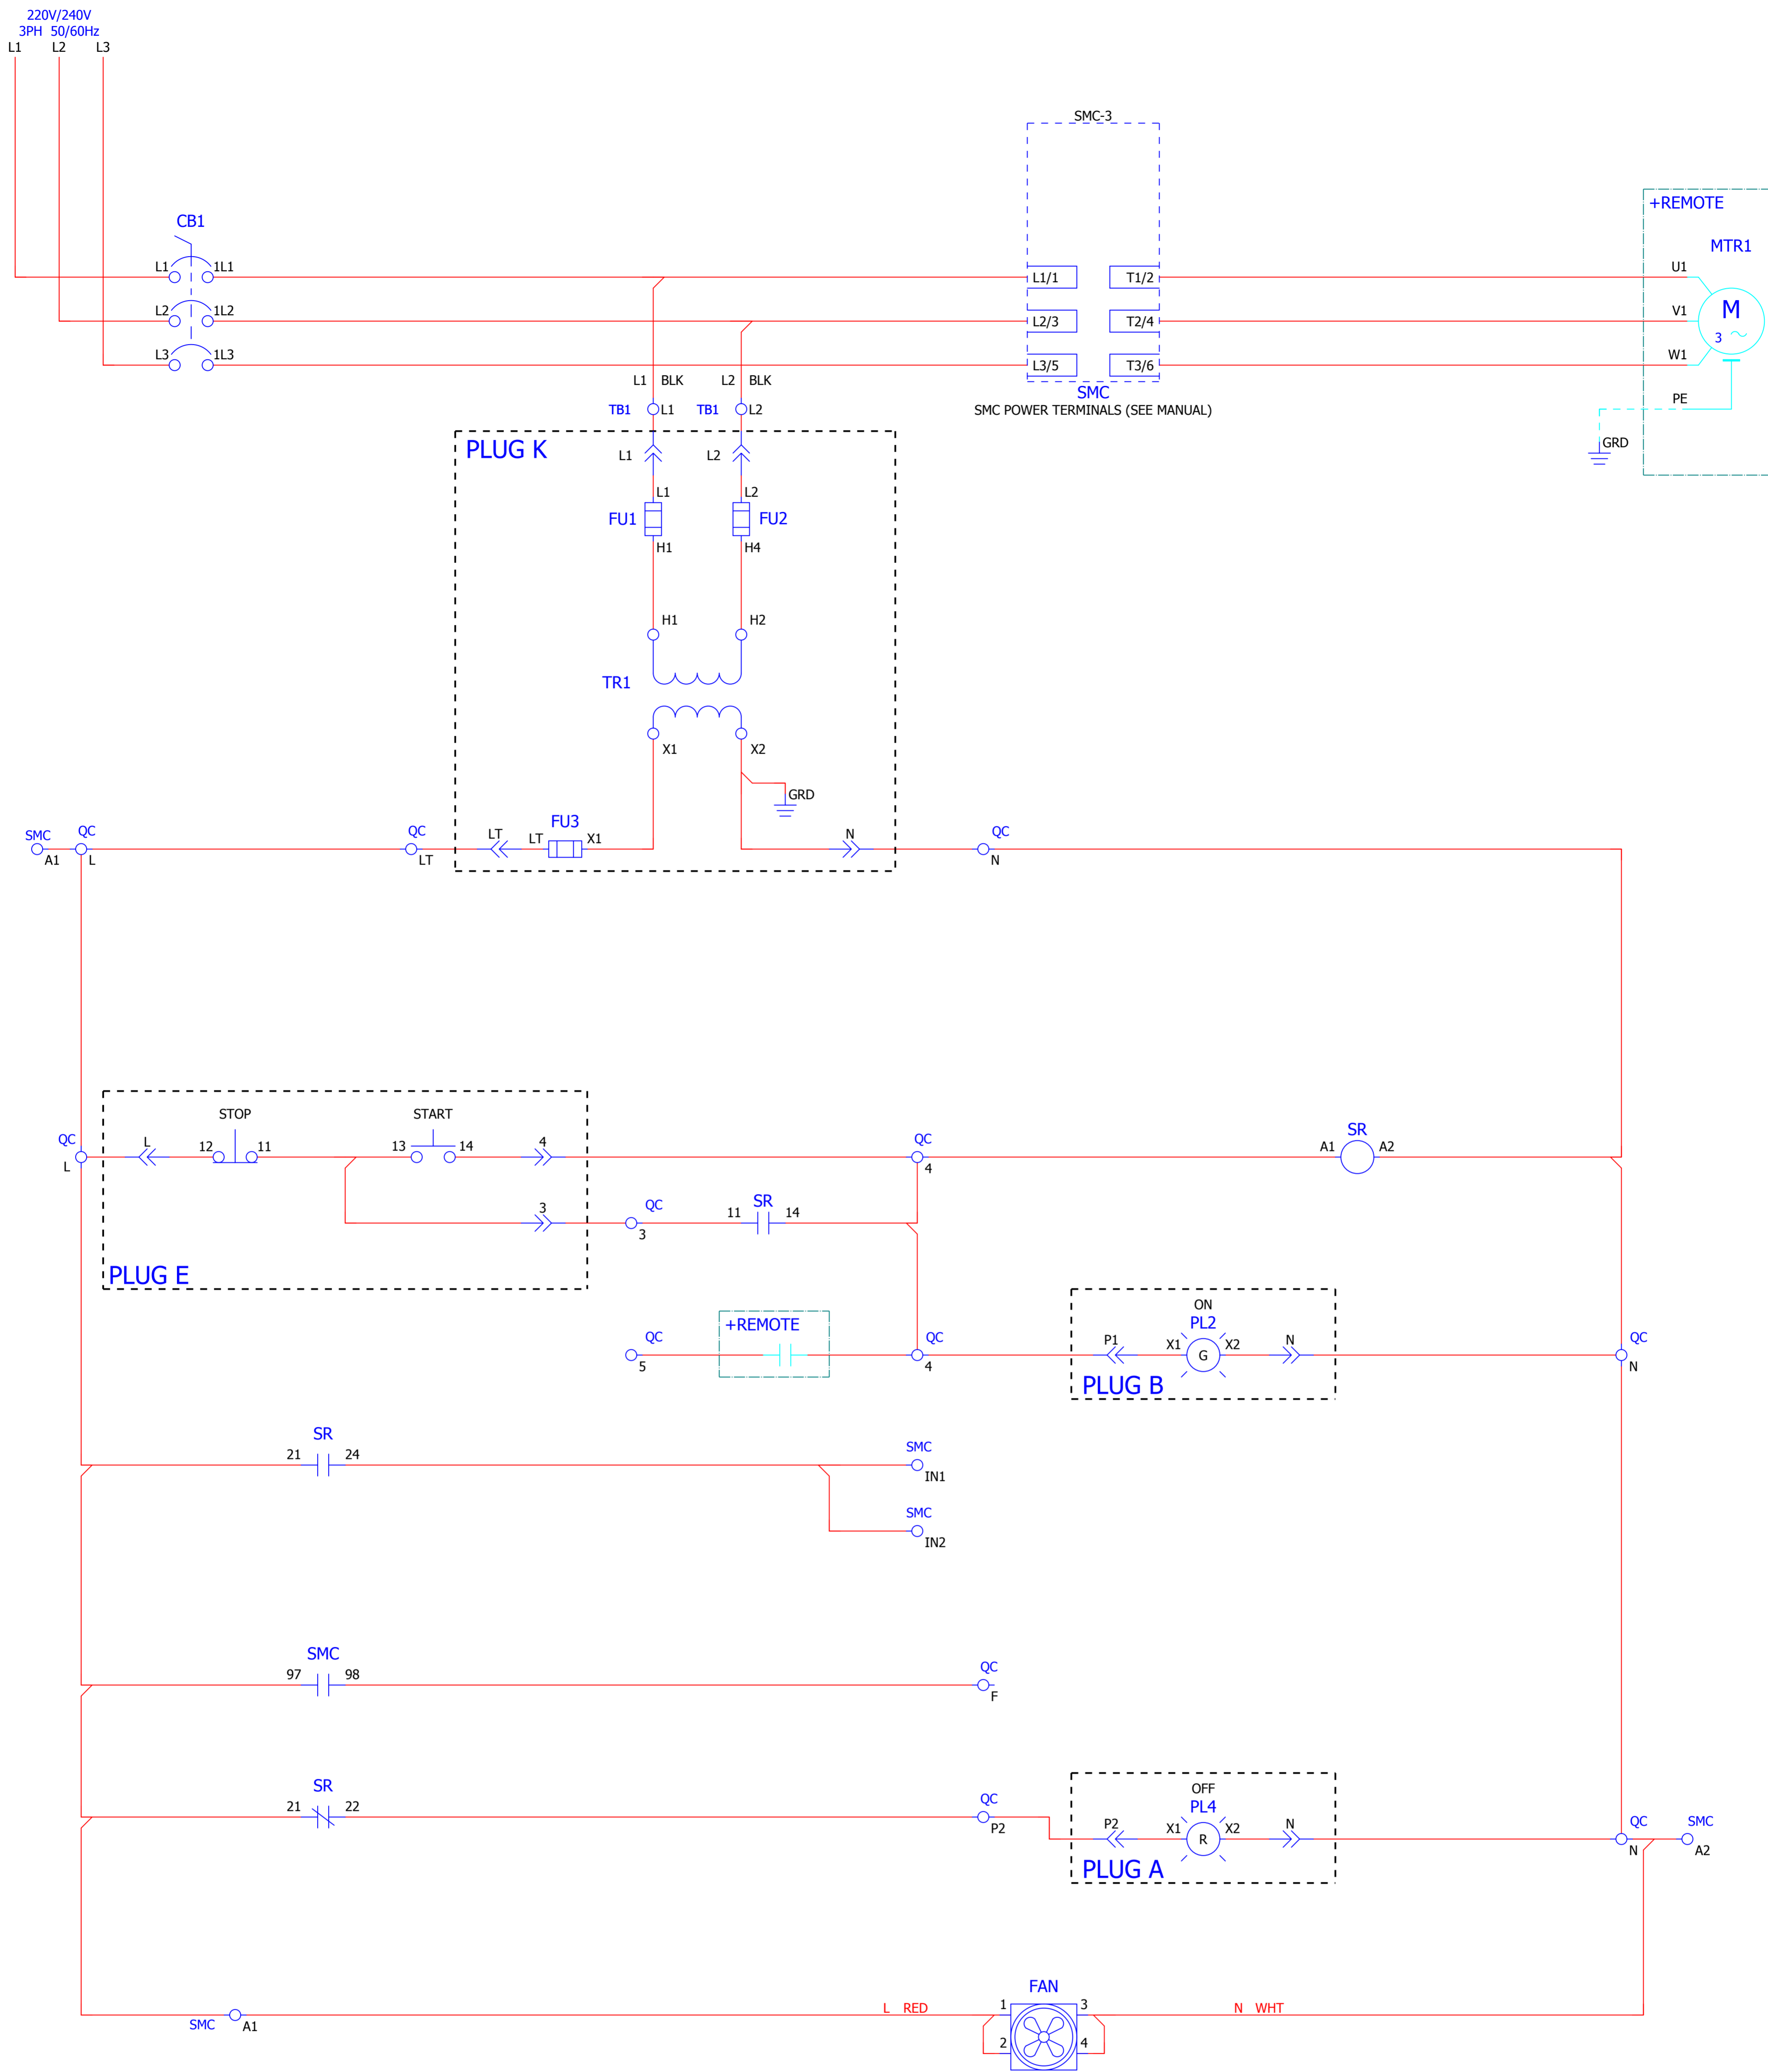 220V/240V
3PH 50/60Hz
L1 L2 L3
SMC-3
+REMOTE
CB1
MTR1
L1 1L1 L1/1 T1/2 U1
L2 1L2 L2/3 T2/4 V1
M
3
L3 1L3 L3/5 T3/6 W1
L1 BLK L2 BLK
SMC
SMC POWER TERMINALS (SEE MANUAL)
PE
TB1 L1 TB1 L2
GRD
PLUG K
L1 L2
L1 L2
FU1 FU2
H1 H4
H1 H2
TR1
X1 X2
GRD
FU3
SMC QC QC LT LT X1 N QC
A1 L LT N
STOP START
QC L 12 11 13 14 4 QC SR
L 4 A1 A2
3 QC 11 SR 14
3
PLUG E
+REMOTE
ON
PL2
QC QC P1 X1 G X2 N QC
5 4 N
PLUG B
SR
21 24 SMC
IN1
SMC
IN2
SMC
97 98 QC
F
SR
21 22 QC
P2
OFF
PL4
P2 X1 R X2 N QC SMC
N A2
PLUG A
FAN
L RED 1 3 N WHT
SMC A1
2 4